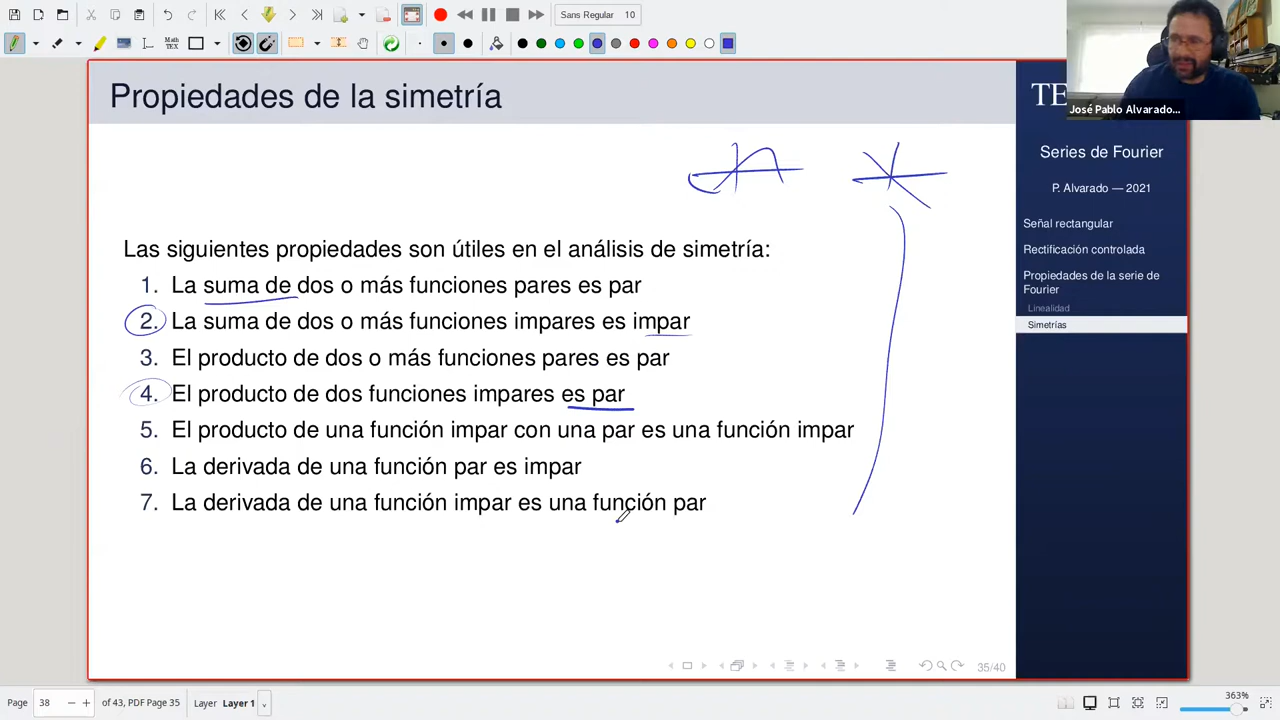 Sans Regular 10
Math
TEX
Propiedades de la simetría
TE
José Pablo Alvarado...
Series de Fourier
P. Alvarado — 2021
Señal rectangular
Rectificación controlada
Propiedades de la serie de
Fourier
Linealidad
Simetrías
Las siguientes propiedades son útiles en el análisis de simetría:
1. La suma de dos o más funciones pares es par
2. La suma de dos o más funciones impares es impar
3. El producto de dos o más funciones pares es par
4. El producto de dos funciones impares es par
5. El producto de una función impar con una par es una función impar
6. La derivada de una función par es impar
7. La derivada de una función impar es una función par
35/40
Page 38 of 43, PDF Page 35 Layer Layer 1
363%